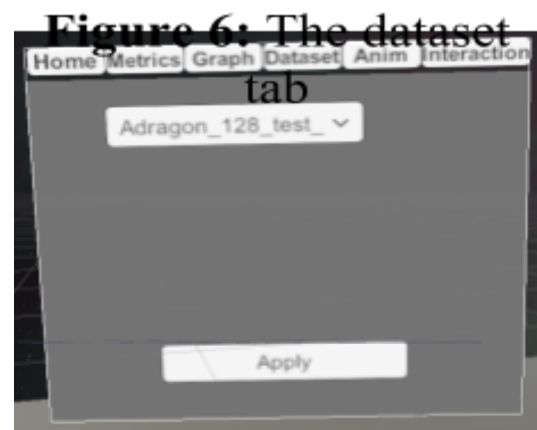 Figure 6: The dataset
Home Metrics Graph Dataset Anim Interaction
tab
Adragon_128_test_
Apply